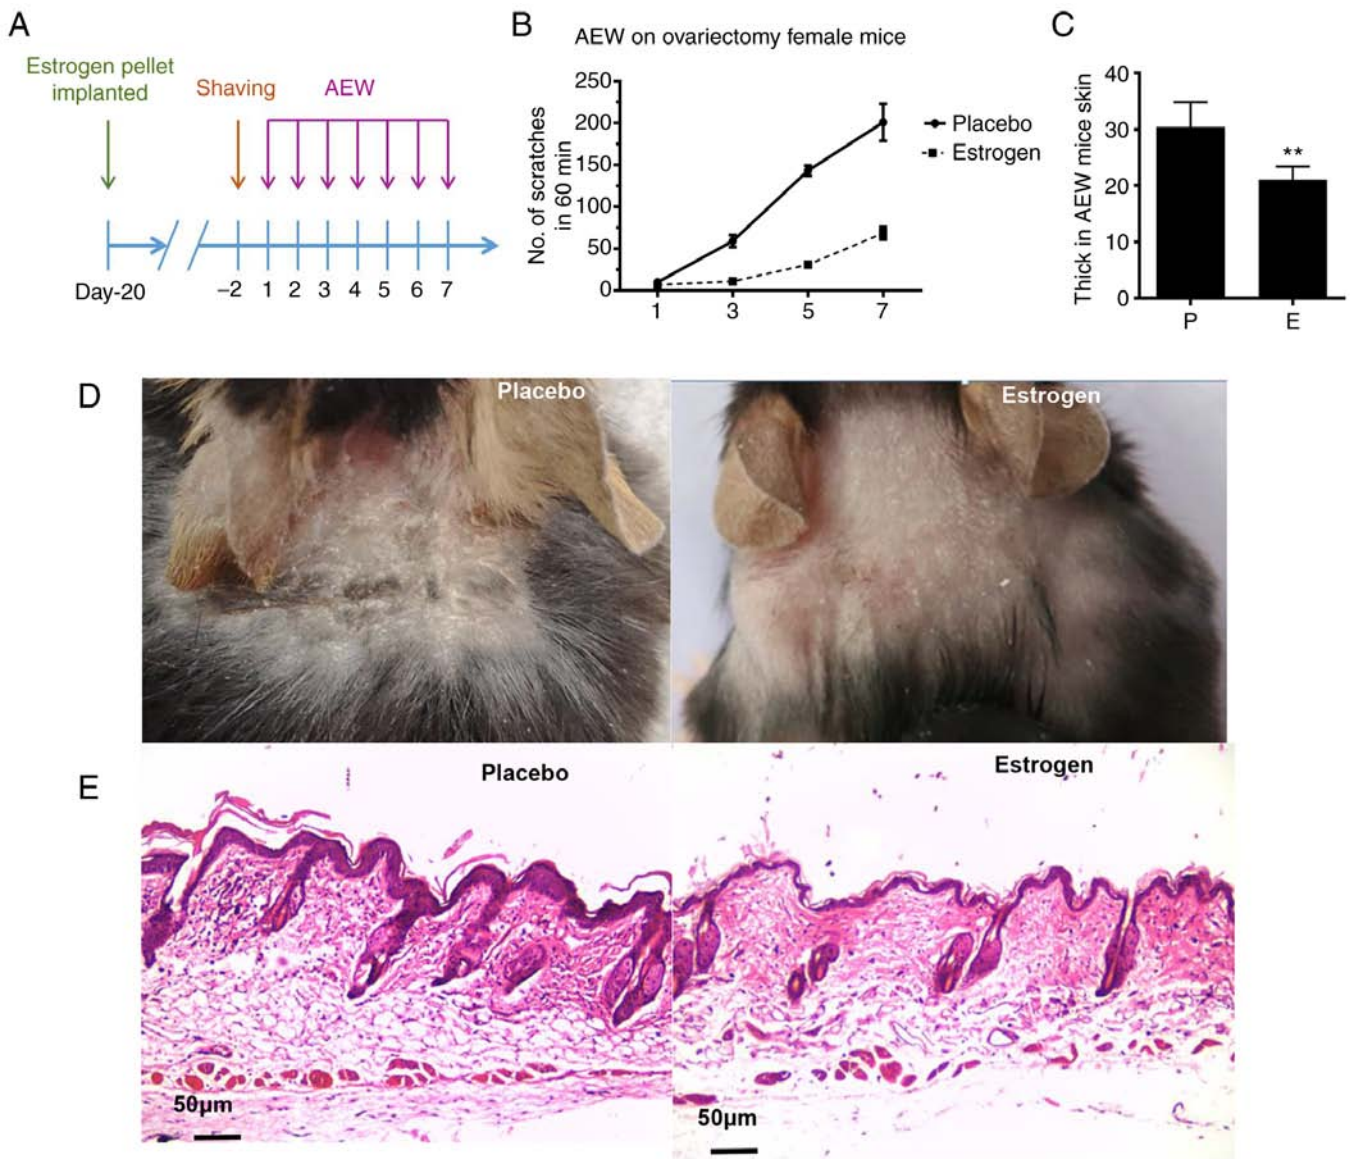 A
Estrogen pellet
implanted
Shaving
AEW
Day-20
–2 1 2 3 4 5 6 7
B
AEW on ovariectomy female mice
No. of scratches
in 60 min
250
200
150
100
50
0
1 3 5 7
Placebo
Estrogen
C
Thick in AEW mice skin
40
30
20
10
0
**
P E
D
Placebo
Estrogen
E
Placebo
Estrogen
50μm
50μm